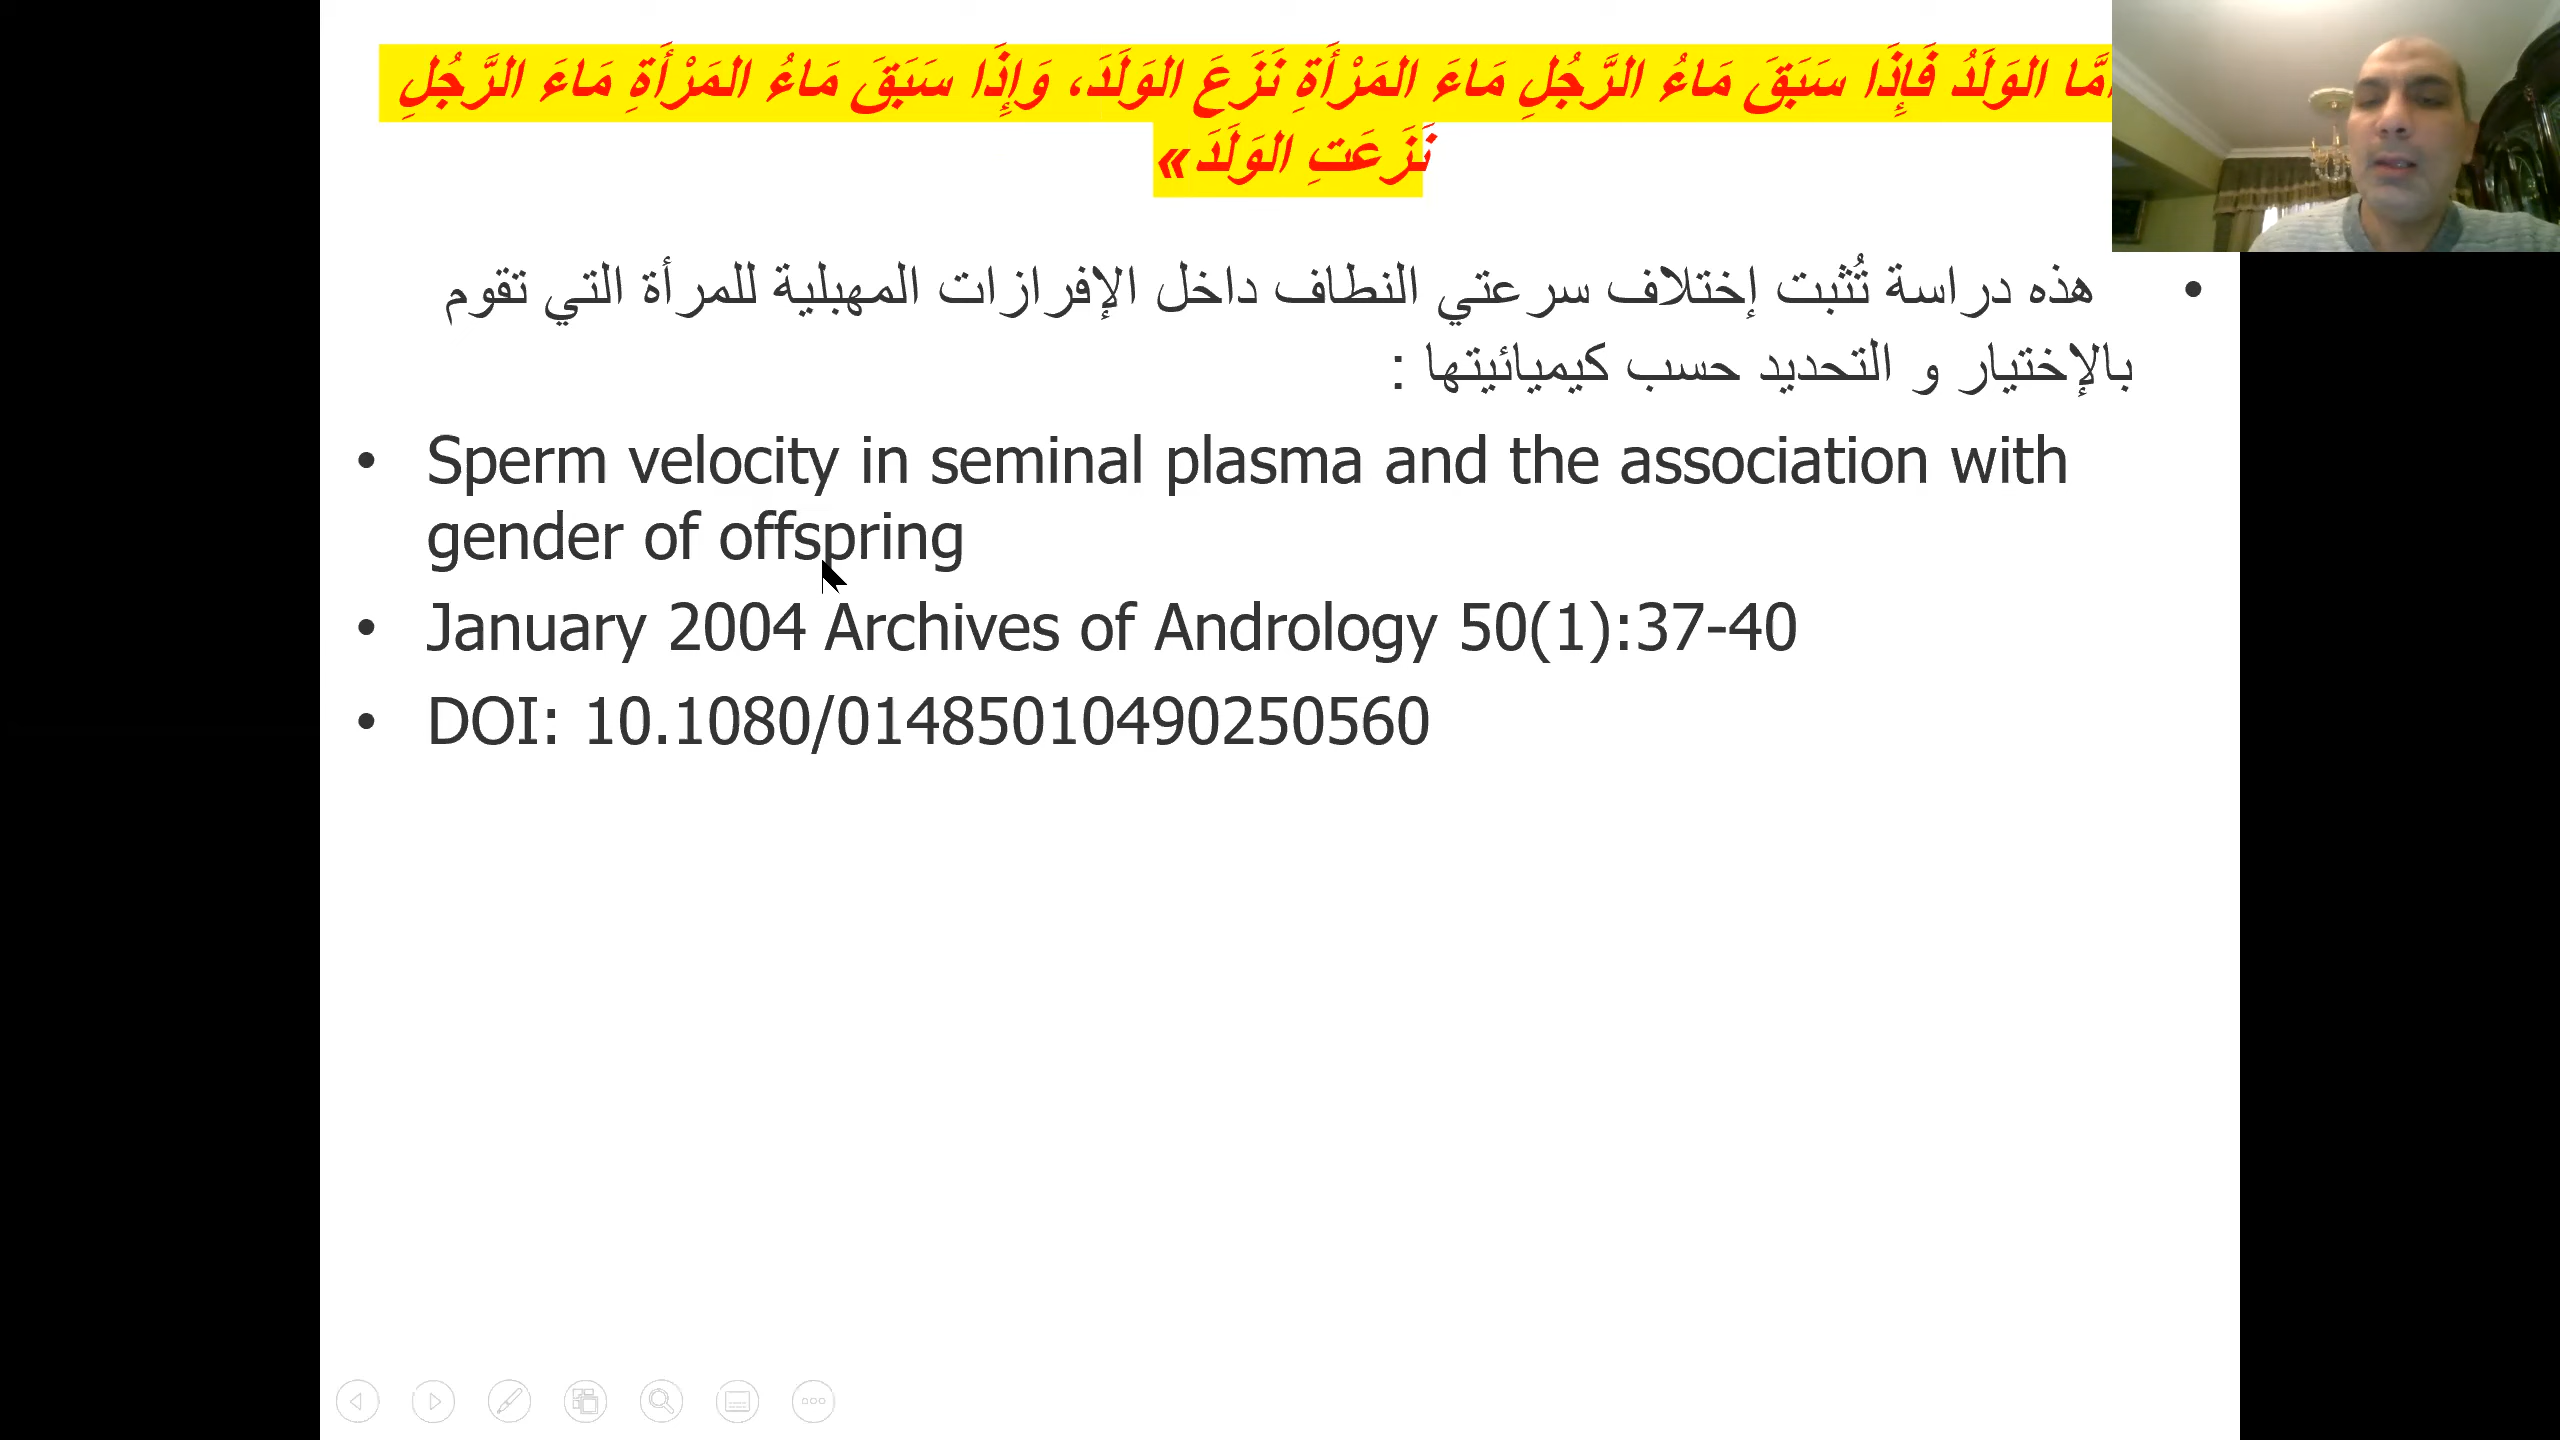 أمَّا الوَلَدُ فَإِذَا سَبَقَ مَاءُ الرَّجُلِ مَاءَ المَرْأَةِ نَزَعَ الوَلَدَ، وَإِذَا سَبَقَ مَاءُ المَرْأَةِ مَاءَ الرَّجُلِ
نَزَعَتِ الوَلَدَ»
• هذه دراسة تُثبت إختلاف سرعتي النطاف داخل الإفرازات المهبلية للمرأة التي تقوم
بالإختيار و التحديد حسب كيميائيتها :
• Sperm velocity in seminal plasma and the association with
gender of offspring
• January 2004 Archives of Andrology 50(1):37-40
• DOI: 10.1080/01485010490250560